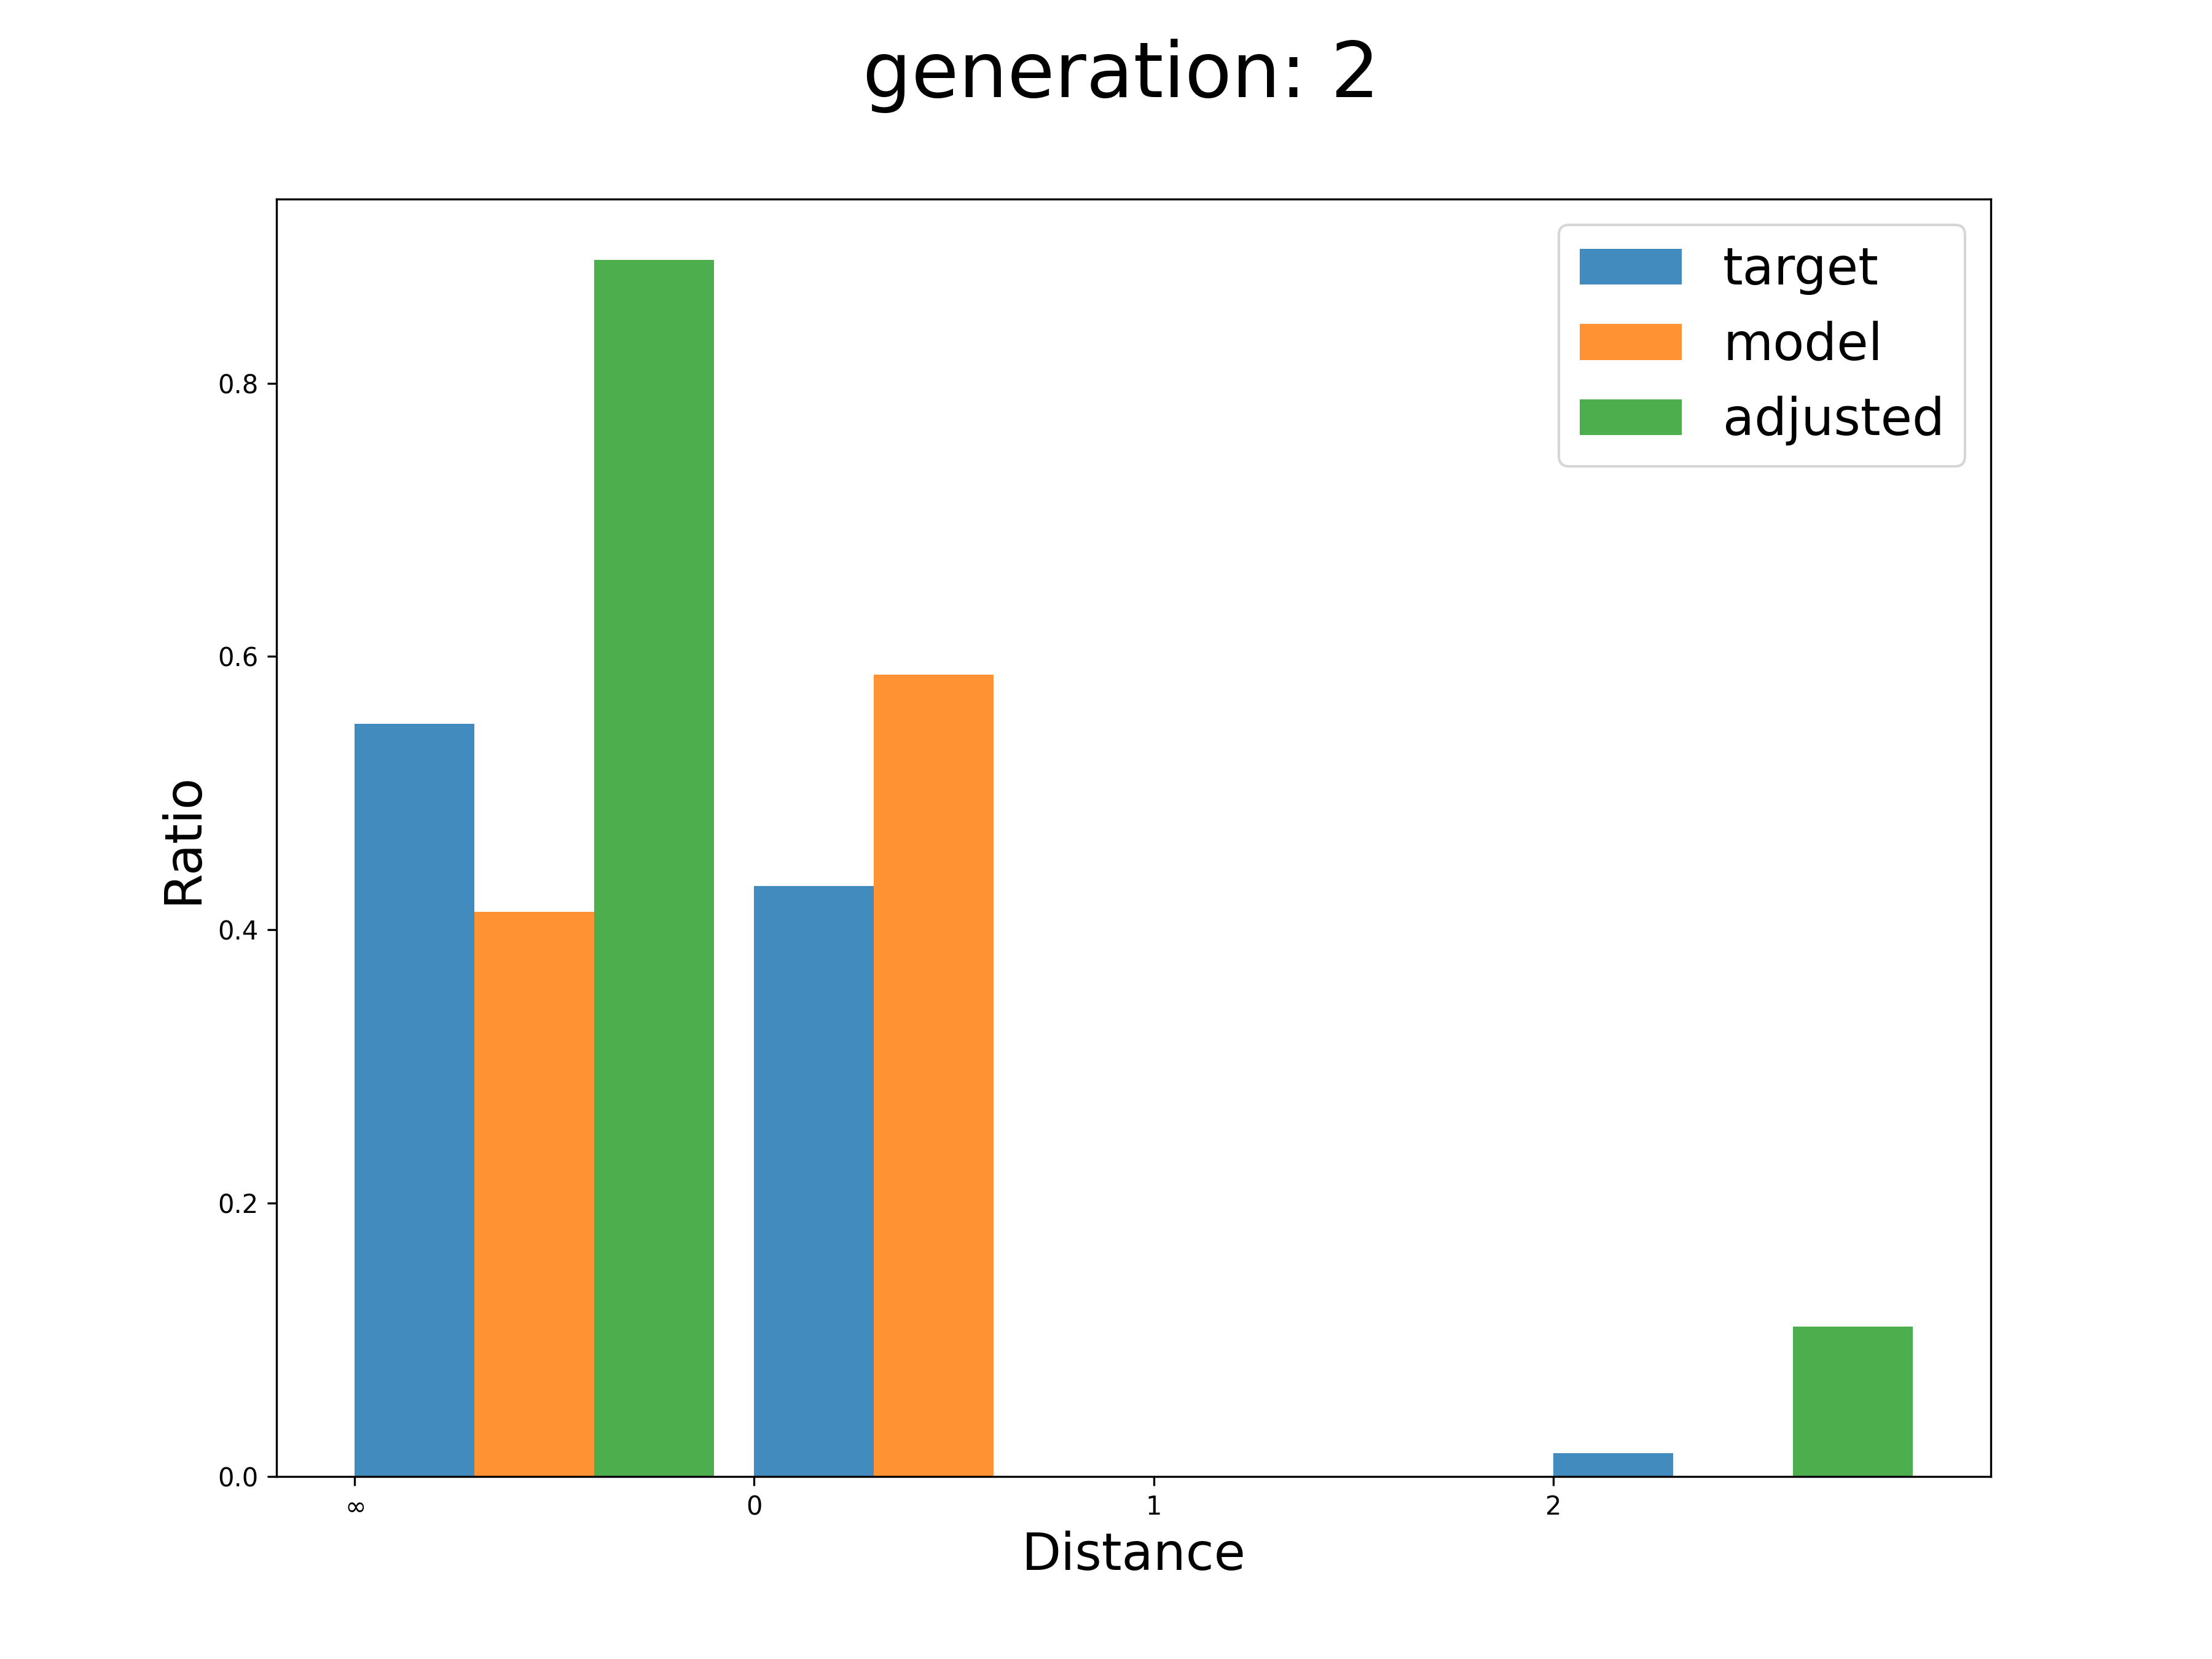 generation: 2
target
model
adjusted
Ratio
0.8
0.6
0.4
0.2
0.0
∞ 0 1 2
Distance